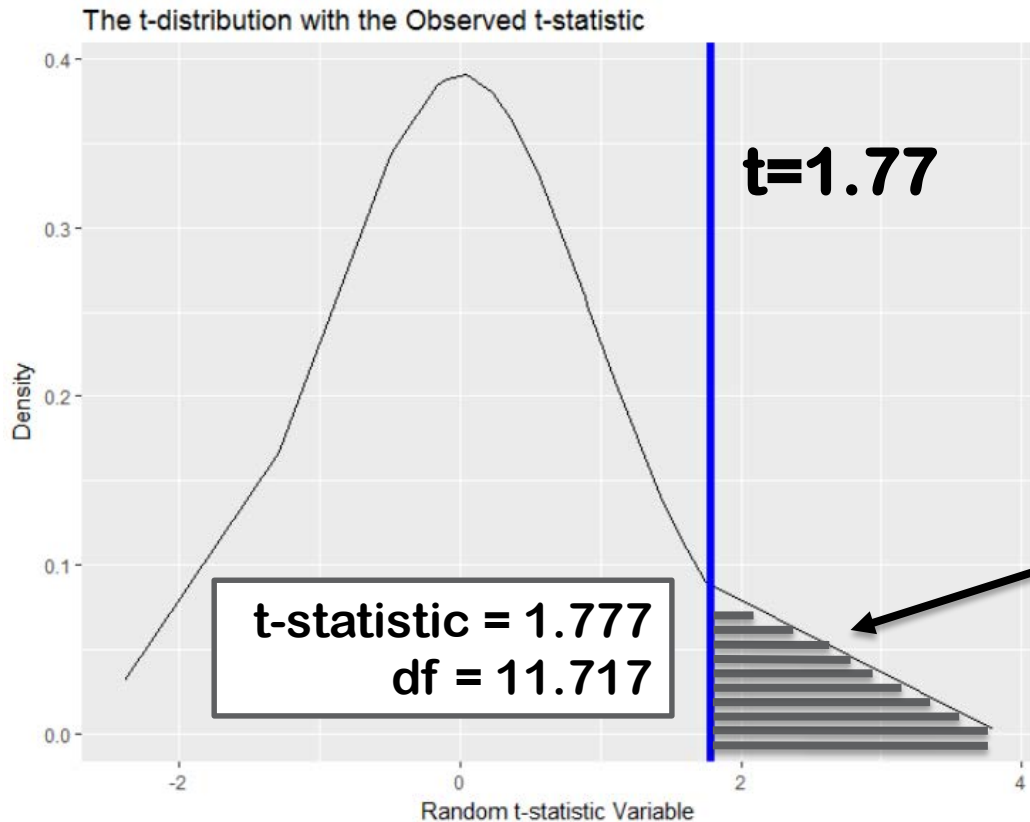 The t-distribution with the Observed t-statistic
0.4
t=1.77
0.3
Density
0.2
0.1
t-statistic = 1.777
df = 11.717
0.0
-2
0
2
4
Random t-statistic Variable